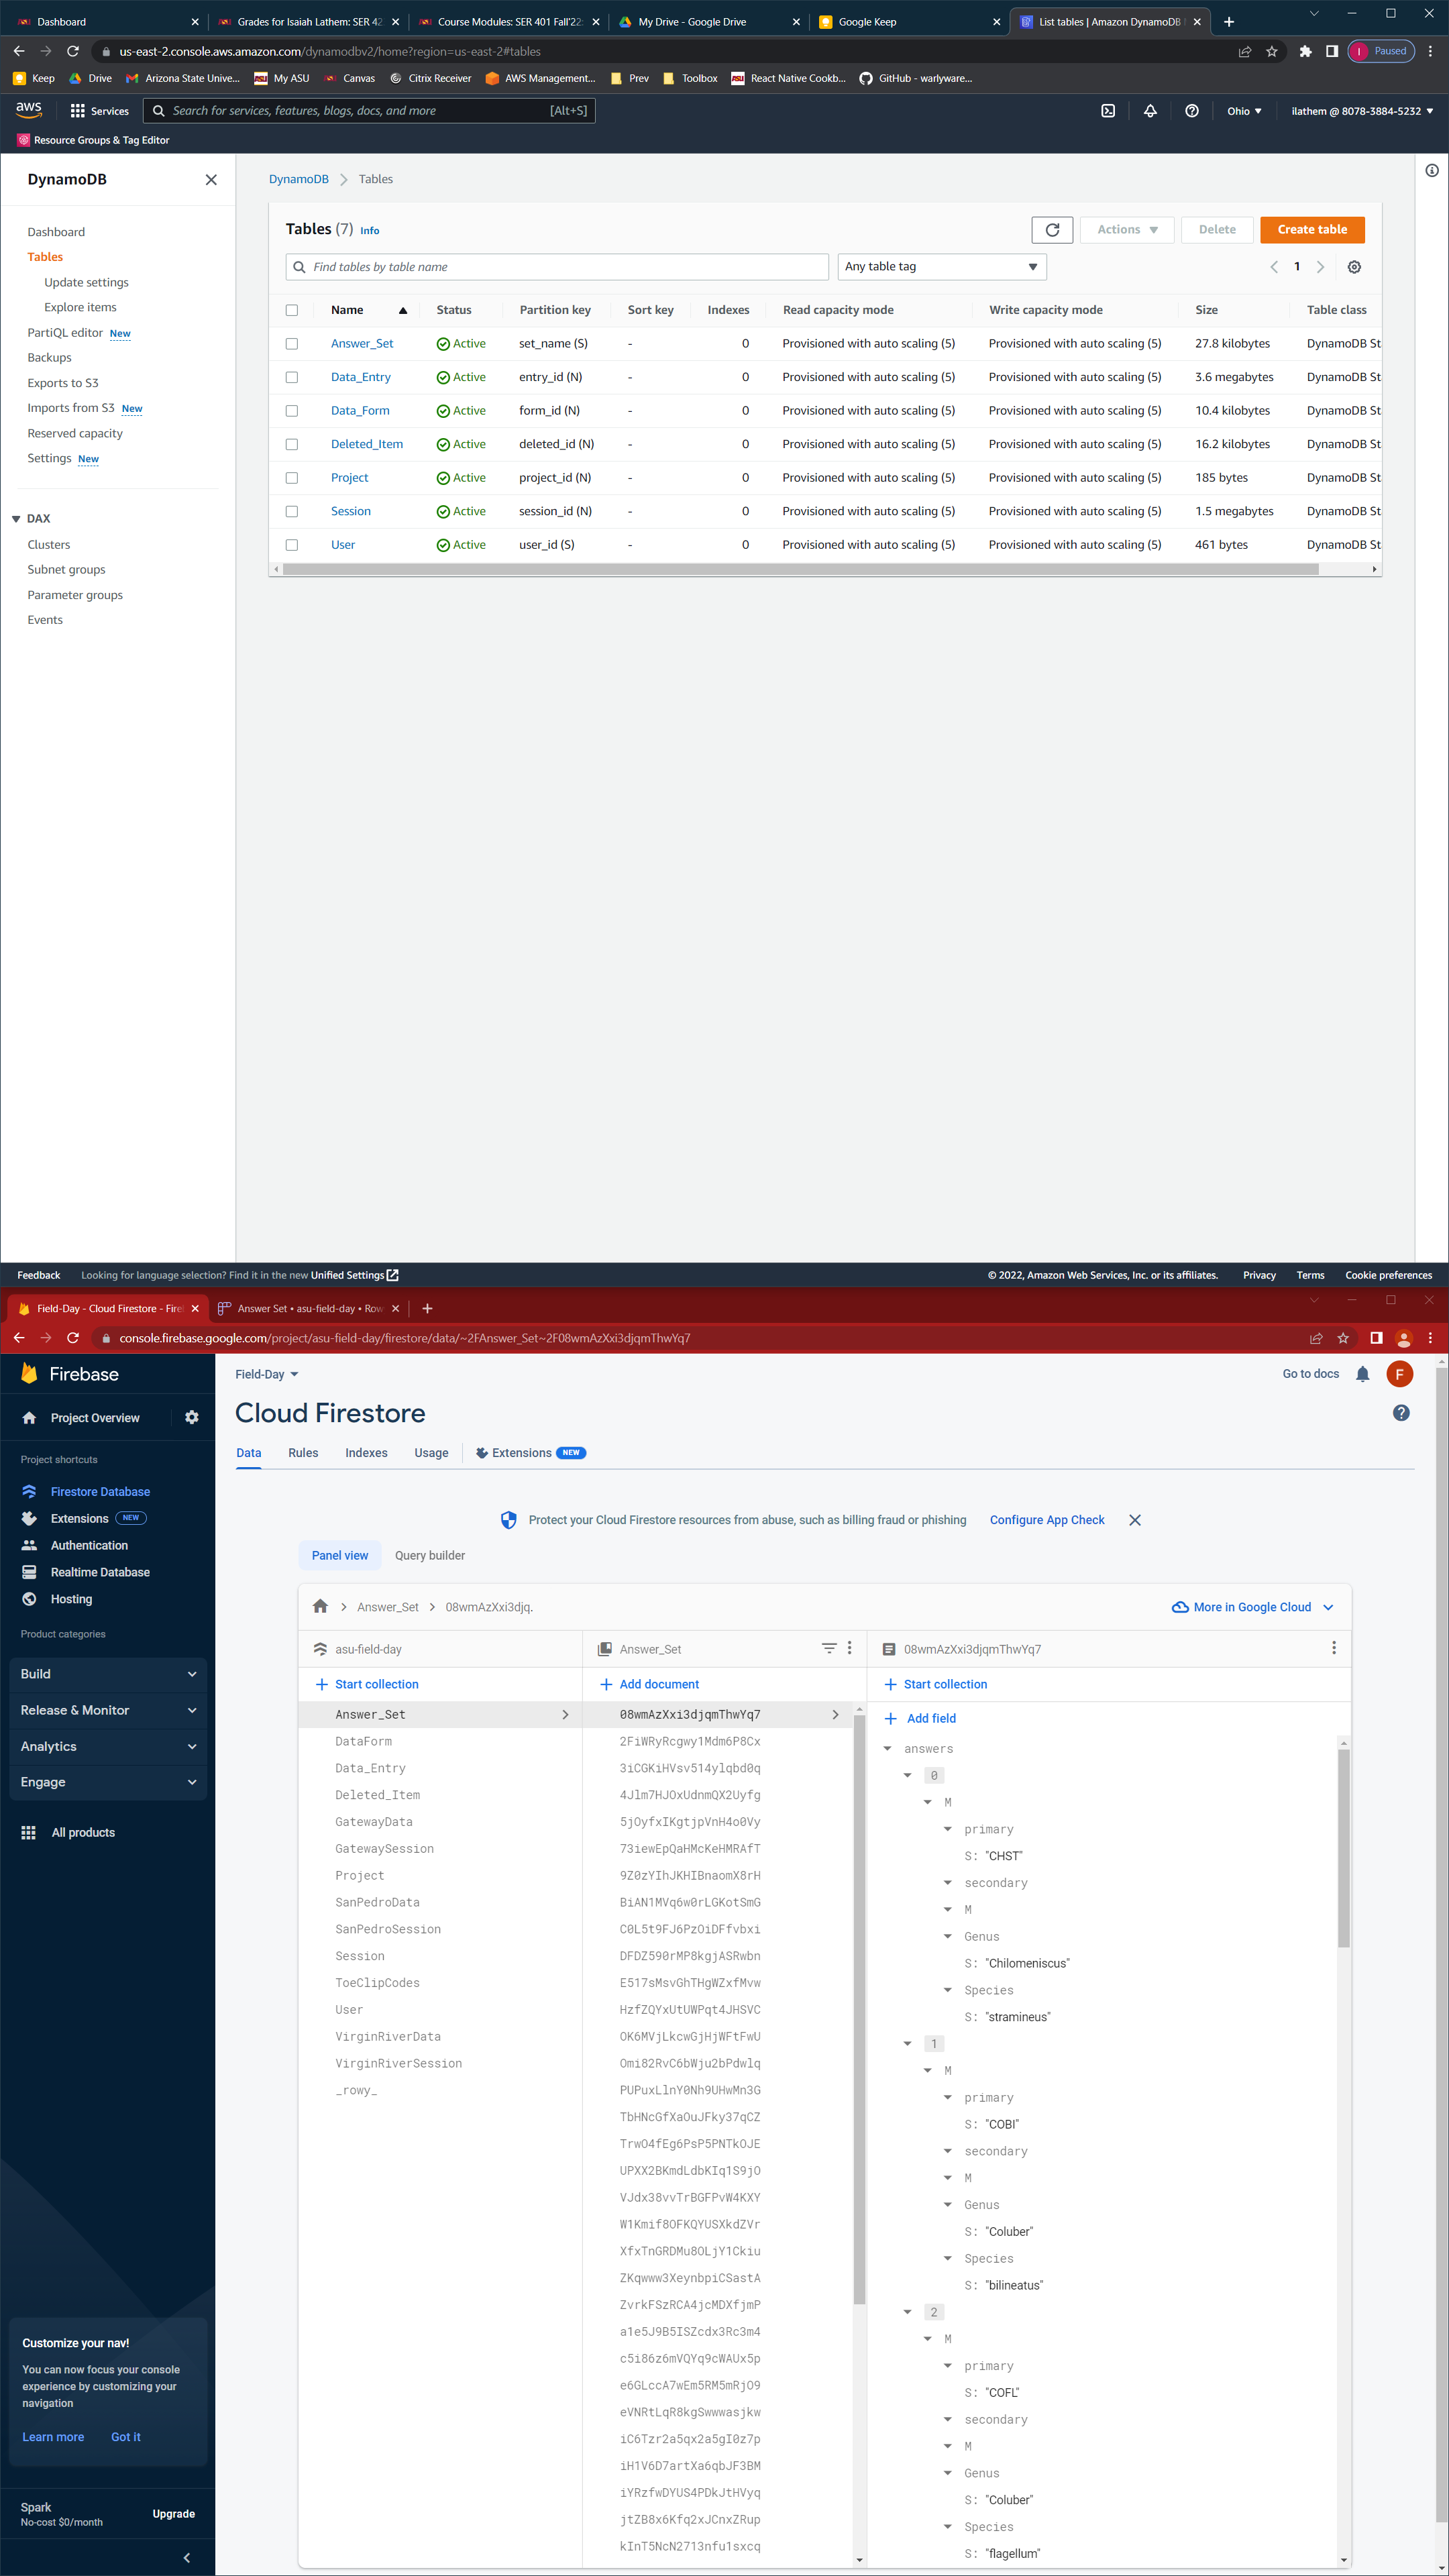 Dashboard
Grades for Isaiah Lathem: SER 42
Course Modules: SER 401 Fall'22:
My Drive - Google Drive
Google Keep
List tables | Amazon DynamoDB
us-east-2.console.aws.amazon.com/dynamodbv2/home?region=us-east-2#tables
I
Paused
Keep
Drive
Arizona State Unive...
My ASU
Canvas
Citrix Receiver
AWS Management...
Prev
Toolbox
React Native Cookb...
GitHub - warlyware...
aws
Services
Search for services, features, blogs, docs, and more
[Alt+S]
Ohio
ilathem @ 8078-3884-5232
Resource Groups & Tag Editor
DynamoDB
Dashboard
Tables
Update settings
Explore items
PartiQL editor New
Backups
Exports to S3
Imports from S3 New
Reserved capacity
Settings New
DAX
Clusters
Subnet groups
Parameter groups
Events
DynamoDB
Tables
Tables (7) Info
Actions
Delete
Create table
Find tables by table name
Any table tag
1
Name Status Partition key Sort key Indexes Read capacity mode Write capacity mode Size Table class
Answer_Set Active set_name (S) - 0 Provisioned with auto scaling (5) Provisioned with auto scaling (5) 27.8 kilobytes DynamoDB St
Data_Entry Active entry_id (N) - 0 Provisioned with auto scaling (5) Provisioned with auto scaling (5) 3.6 megabytes DynamoDB St
Data_Form Active form_id (N) - 0 Provisioned with auto scaling (5) Provisioned with auto scaling (5) 10.4 kilobytes DynamoDB St
Deleted_Item Active deleted_id (N) - 0 Provisioned with auto scaling (5) Provisioned with auto scaling (5) 16.2 kilobytes DynamoDB St
Project Active project_id (N) - 0 Provisioned with auto scaling (5) Provisioned with auto scaling (5) 185 bytes DynamoDB St
Session Active session_id (N) - 0 Provisioned with auto scaling (5) Provisioned with auto scaling (5) 1.5 megabytes DynamoDB St
User Active user_id (S) - 0 Provisioned with auto scaling (5) Provisioned with auto scaling (5) 461 bytes DynamoDB St
Feedback
Looking for language selection? Find it in the new Unified Settings
© 2022, Amazon Web Services, Inc. or its affiliates.
Privacy
Terms
Cookie preferences
Field-Day - Cloud Firestore - Fire
Answer Set • asu-field-day • Row
console.firebase.google.com/project/asu-field-day/firestore/data/~2FAnswer_Set~2F08wmAzXxi3djqmThwYq7
Firebase
Project Overview
Project shortcuts
Firestore Database
Extensions NEW
Authentication
Realtime Database
Hosting
Product categories
Build
Release & Monitor
Analytics
Engage
All products
Customize your nav!
You can now focus your console
experience by customizing your
navigation
Learn more
Got it
Spark
No-cost $0/month
Upgrade
Field-Day
Go to docs
F
Cloud Firestore
Data
Rules
Indexes
Usage
Extensions NEW
Protect your Cloud Firestore resources from abuse, such as billing fraud or phishing
Configure App Check
Panel view
Query builder
Answer_Set
08wmAzXxi3djq.
More in Google Cloud
asu-field-day
Start collection
Answer_Set
DataForm
Data_Entry
Deleted_Item
GatewayData
GatewaySession
Project
SanPedroData
SanPedroSession
Session
ToeClipCodes
User
VirginRiverData
VirginRiverSession
_rowy_
Answer_Set
Add document
08wmAzXxi3djqmThwYq7
2FiWRyRcgwy1Mdm6P8Cx
3iCGKiHVsv514ylqbd0q
4Jlm7HJOxUdnmQX2Uyfg
5jOyfxIKgtjpVnH4o0Vy
73iewEpQaHMcKeHMRAfT
9Z0zYIhJKHIBnaomX8rH
BiAN1MVq6w0rLGKotSmG
C0L5t9FJ6PzOiDFfvbxi
DFDZ590rMP8kgjASRwbn
E517sMsvGhTHgWZxfMvw
HzfZQYxUtUWPqt4JHSVC
OK6MVjLkcwGjHjWFtFwU
Omi82RvC6bWju2bPdwlq
PUPuxLlnY0Nh9UHwMn3G
TbHNcGfXaOuJFky37qCZ
TrwO4fEg6PsP5PNTkOJE
UPXX2BKmdLdbKIq1S9jO
VJdx38vvTrBGFPvW4KXY
W1Kmif8OFKQYUSXkdZVr
XfxTnGRDMu8OLjY1Ckiu
ZKqwww3XeynbpiCSastA
ZvrkFSzRCA4jcMDXfjmP
a1e5J9B5ISZcdx3Rc3m4
c5i86z6mVQYq9cWAUx5p
e6GLccA7wEm5RM5mRjO9
eVNRtLqR8kgSwwwasjkw
iC6Tzr2a5qx2a5gI0z7p
iH1V6D7artXa6qbJF3BM
iYRzfwDYUS4PDkJtHVyq
jtZB8x6Kfq2xJCnxZRup
kInT5NcN2713nfu1sxcq
08wmAzXxi3djqmThwYq7
Start collection
Add field
answers
0
M
primary
S: "CHST"
secondary
M
Genus
S: "Chilomeniscus"
Species
S: "stramineus"
1
M
primary
S: "COBI"
secondary
M
Genus
S: "Coluber"
Species
S: "bilineatus"
2
M
primary
S: "COFL"
secondary
M
Genus
S: "Coluber"
Species
S: "flagellum"